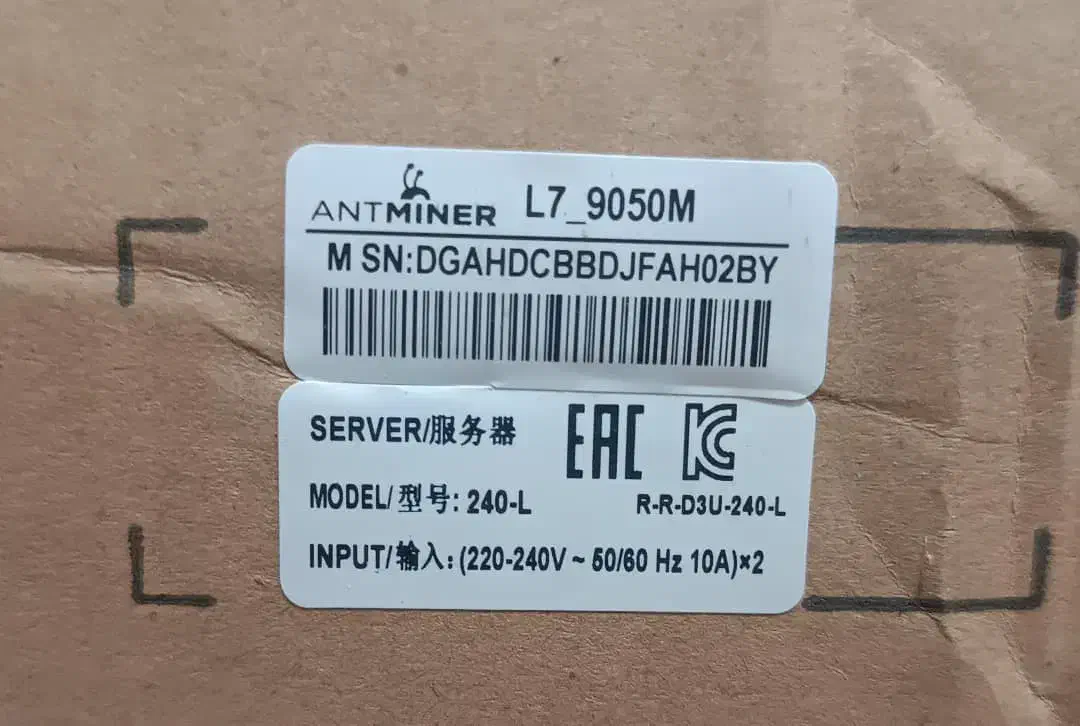 ANTMINER L7_9050M
M SN:DGAHDCBBDJFAH02BY
SERVER/服务器
EAC KC
MODEL/型号: 240-L
R-R-D3U-240-L
INPUT/输入: (220-240V ~ 50/60 Hz 10A)×2